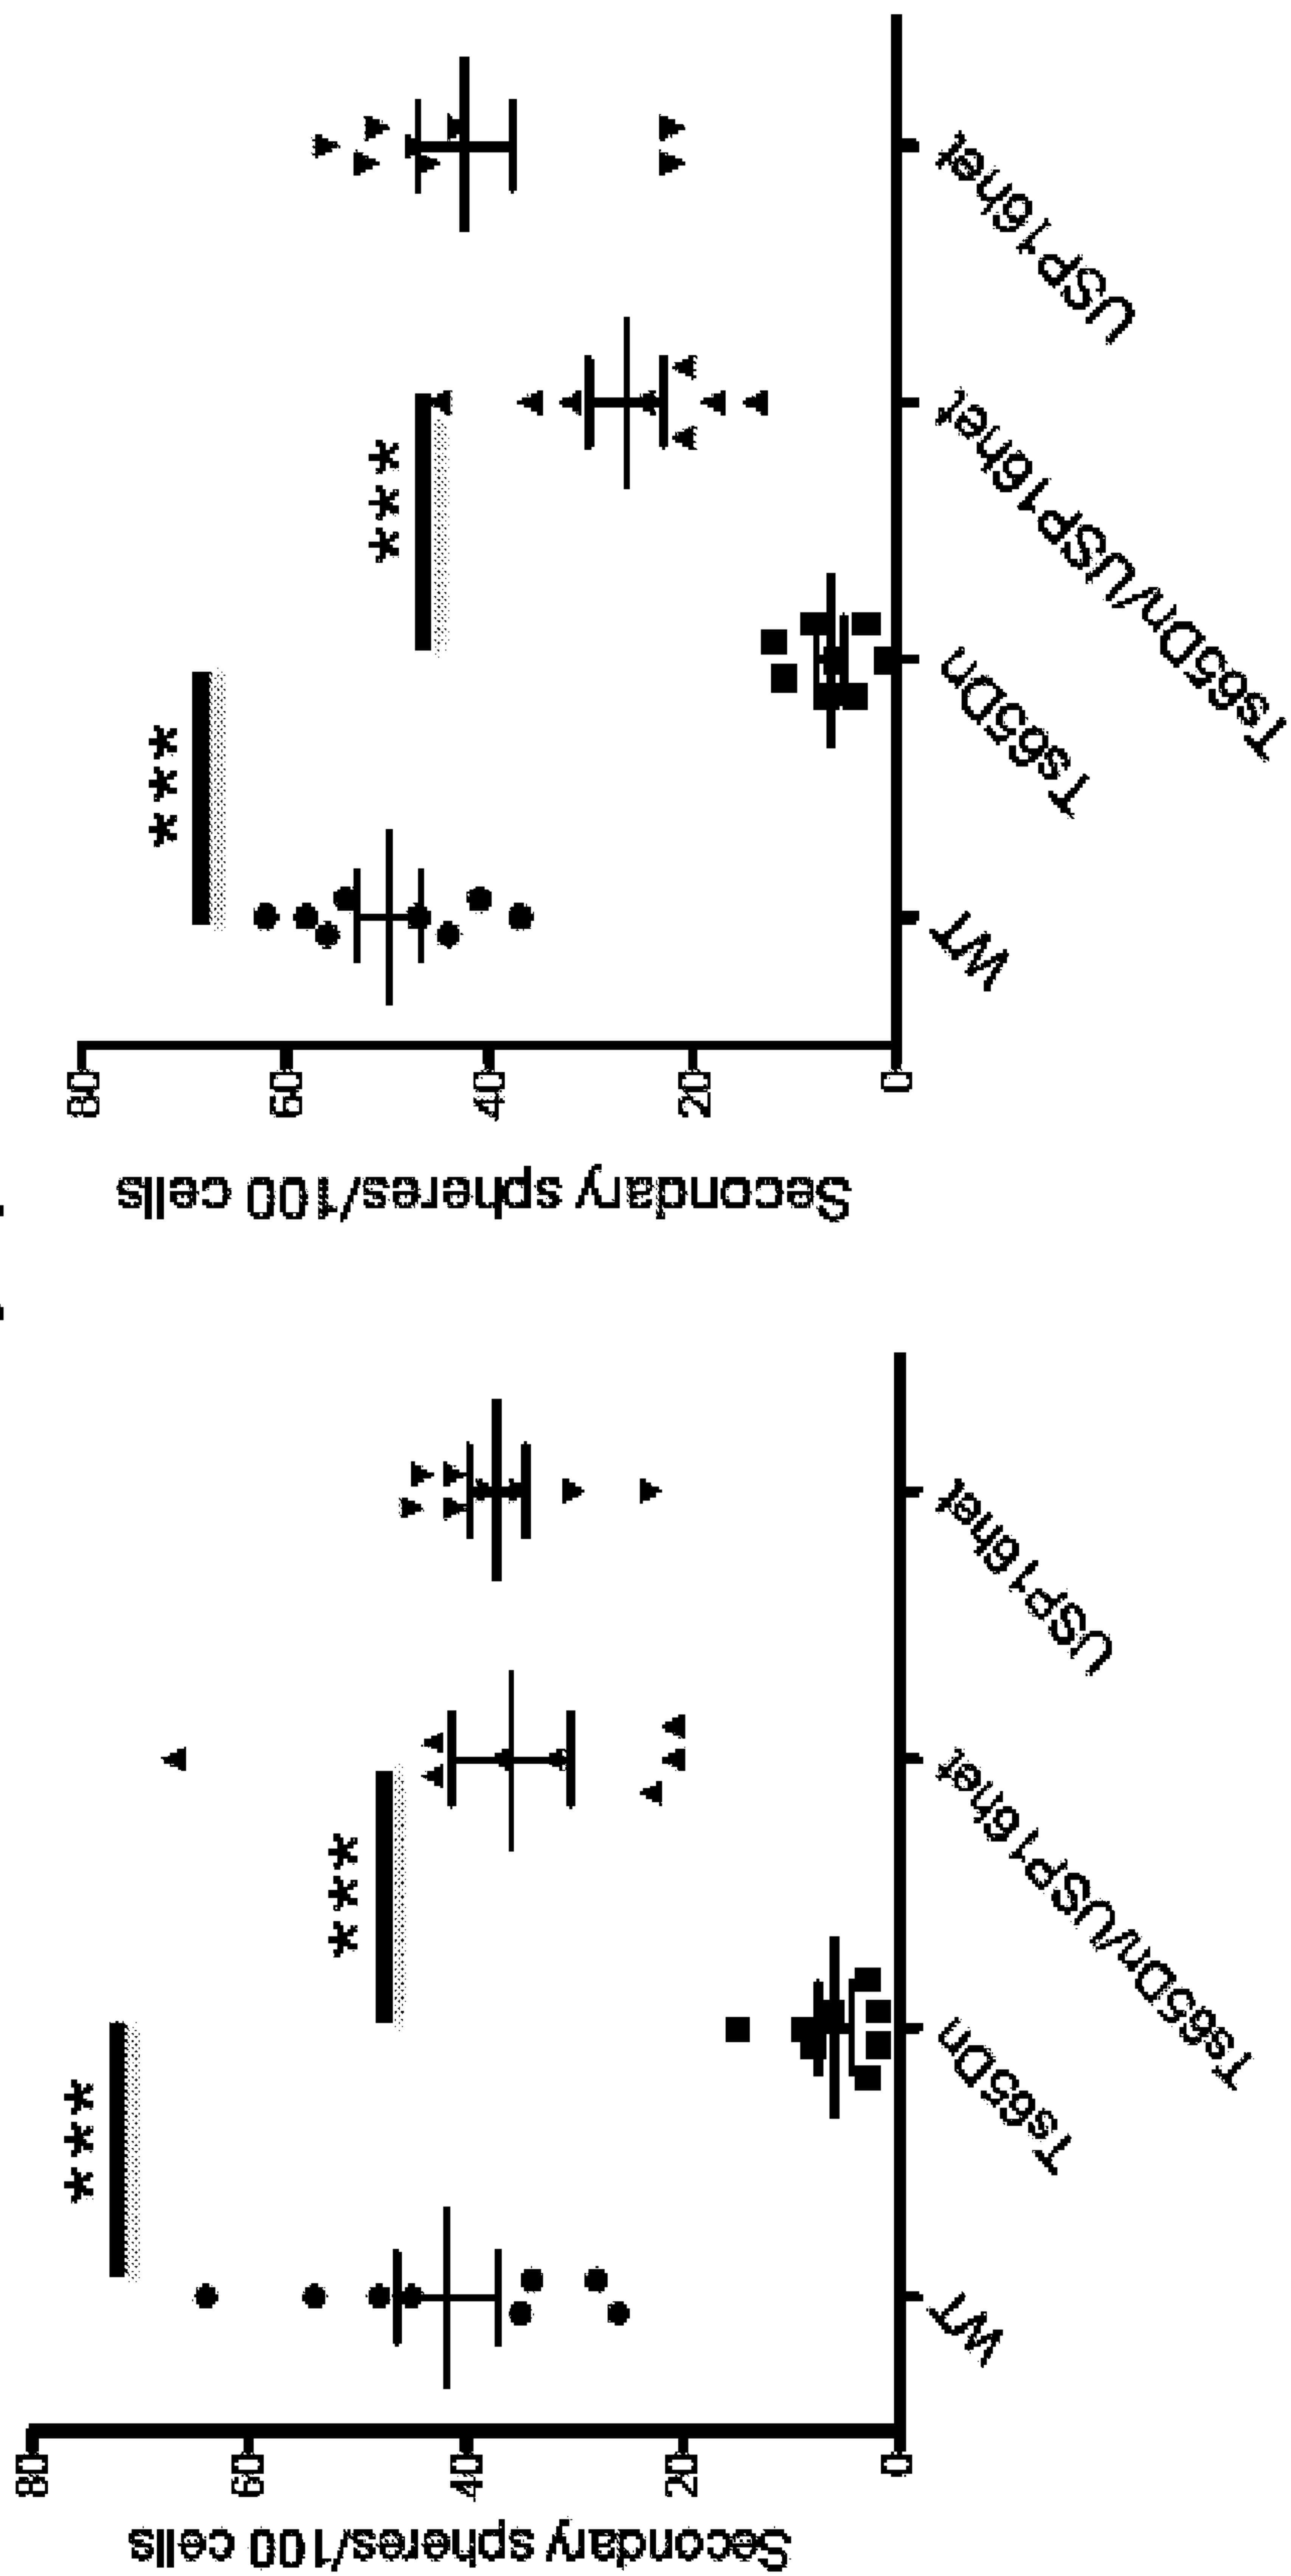 Secondary spheres/100 cells
80
60
40
20
0
***
***
WT
Ts65Dn
Ts65Dn/USP16het
USP16het
Secondary spheres/100 cells
80
60
40
20
0
***
***
WT
Ts65Dn
Ts65Dn/USP16het
USP16het